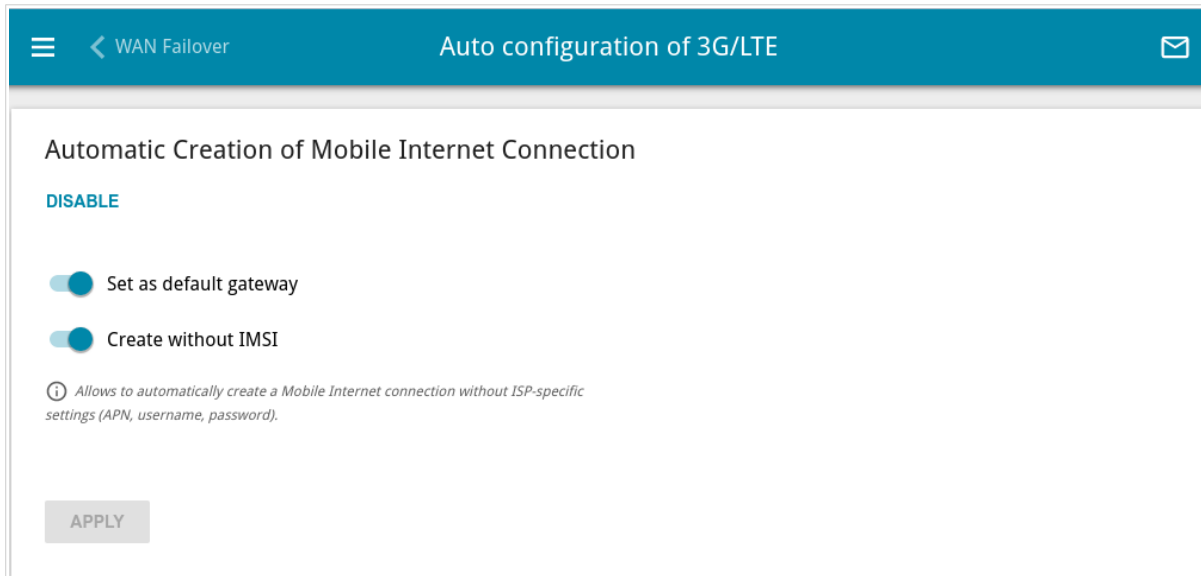 WAN Failover
Auto configuration of 3G/LTE
Automatic Creation of Mobile Internet Connection
DISABLE
Set as default gateway
Create without IMSI
Allows to automatically create a Mobile Internet connection without ISP-specific
settings (APN, username, password).
APPLY